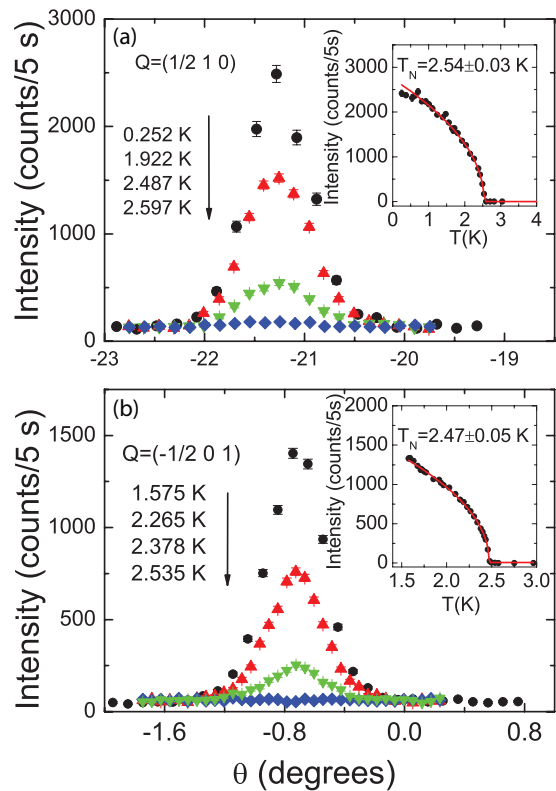 (a)
Q=(1/2 1 0)
0.252 K
1.922 K
2.487 K
2.597 K
Intensity (counts/5 s)
3000
2000
1000
0
-23 -22 -21 -20 -19
Intensity (counts/5s)
T_N=2.54±0.03 K
3000
2000
1000
0
0 1 2 3 4
T(K)
(b)
Q=(-1/2 0 1)
1.575 K
2.265 K
2.378 K
2.535 K
Intensity (counts/5 s)
1500
1000
500
0
-1.6 -0.8 0.0 0.8
θ (degrees)
Intensity (counts/5s)
T_N=2.47±0.05 K
2000
1500
1000
500
0
1.5 2.0 2.5 3.0
T(K)